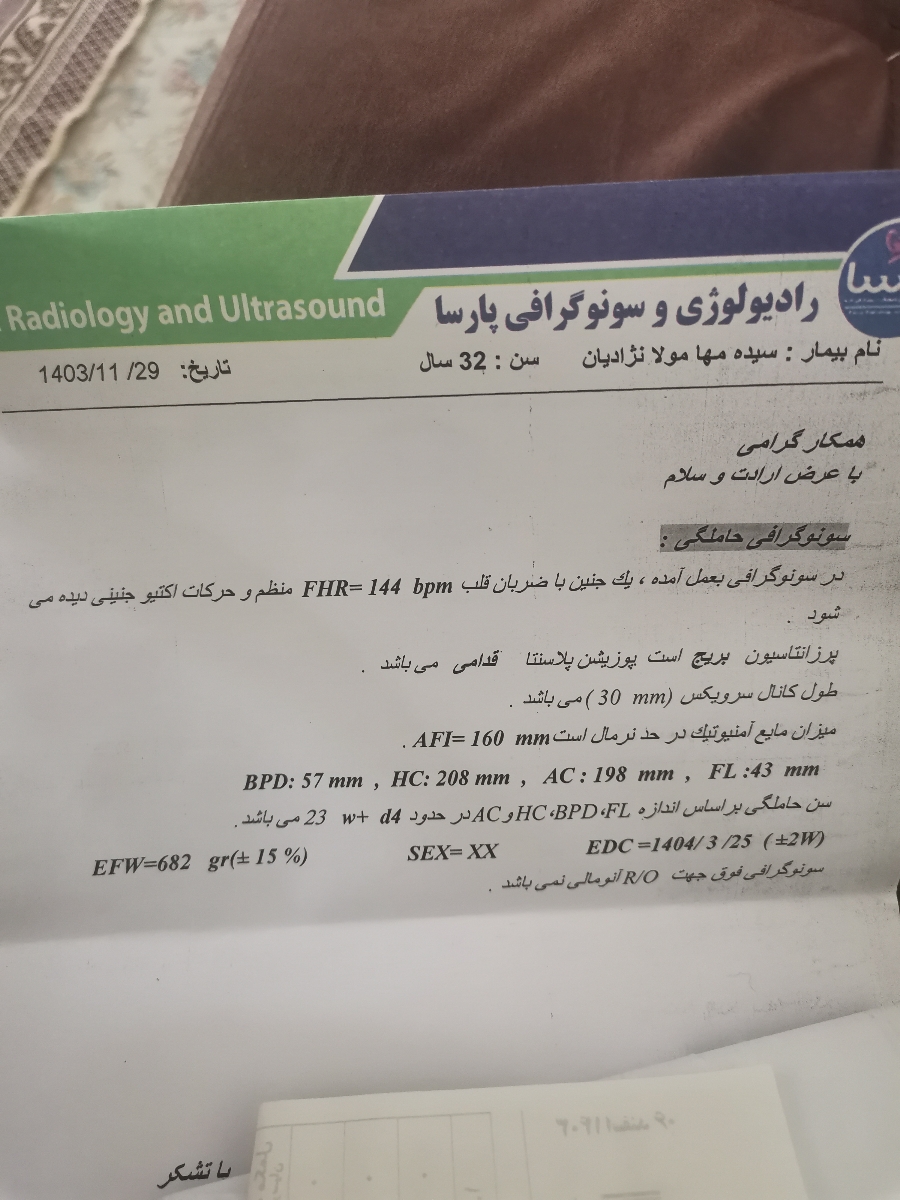 Radiology and Ultrasound
رادیولوژی و سونوگرافی پارسا
نام بیمار : سیده مها مولا نژادیان سن : 32 سال تاریخ: 1403/11/29
همکار گرامی
با عرض ارادت و سلام
سونوگرافی حاملگی :
در سونوگرافی بعمل آمده ، یک جنین با ضربان قلب FHR= 144 bpm منظم و حرکات اکتیو جنینی دیده می
شود .
پرزانتاسیون بریچ است پوزیشن پلاسنتا قدامی می باشد .
طول کانال سرویکس (30 mm) می باشد .
میزان مایع آمنیوتیک در حد نرمال است AFI= 160 mm .
BPD: 57 mm , HC: 208 mm , AC : 198 mm , FL :43 mm
سن حاملگی بر اساس اندازه HC،BPD،FL و AC در حدود 23 w+ d4 می باشد .
EFW=682 gr(± 15 %) SEX= XX EDC =1404/ 3 /25 ( ±2W)
سونوگرافی فوق جهت R/O آنومالی نمی باشد .
با تشکر